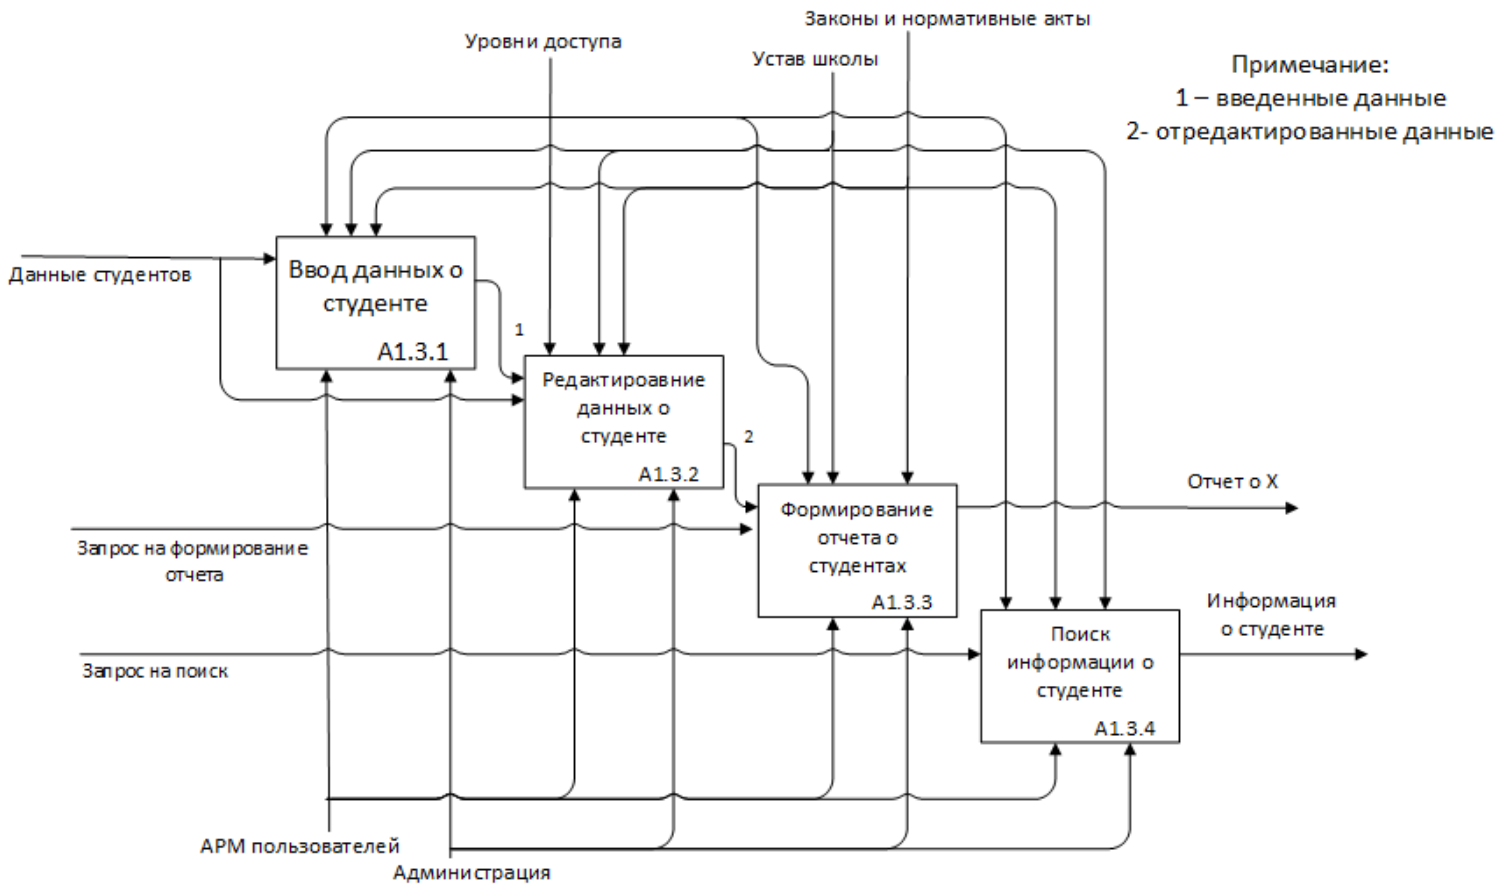 Законы и нормативные акты
Уровни доступа
Устав школы
Примечание:
1 – введенные данные
2- отредактированные данные
Данные студентов
Ввод данных о
студенте
А1.3.1
1
Редактироавние
данных о
студенте
А1.3.2
2
Формирование
отчета о
студентах
А1.3.3
Отчет о Х
Запрос на формирование
отчета
Информация
о студенте
Поиск
информации о
студенте
А1.3.4
Запрос на поиск
АРМ пользователей
Администрация